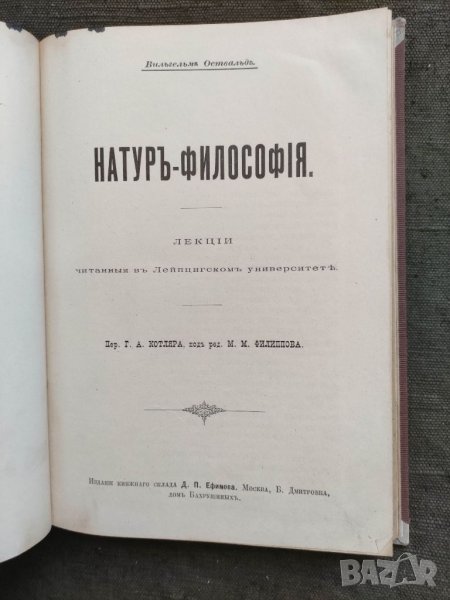 Вильгельмъ Оствальдъ.
НАТУРЪ-ФИЛОСОФІЯ.
ЛЕКЦІИ
читанныя въ Лейпцигскомъ университетѣ.
Пер. Г. А. КОТЛЯРА, подъ ред. М. М. ФИЛИППОВА.
Изданіе книжнаго склада Д. П. Ефимова. Москва, Б. Дмитровка,
домъ Бахрушиныхъ.
BAZAR